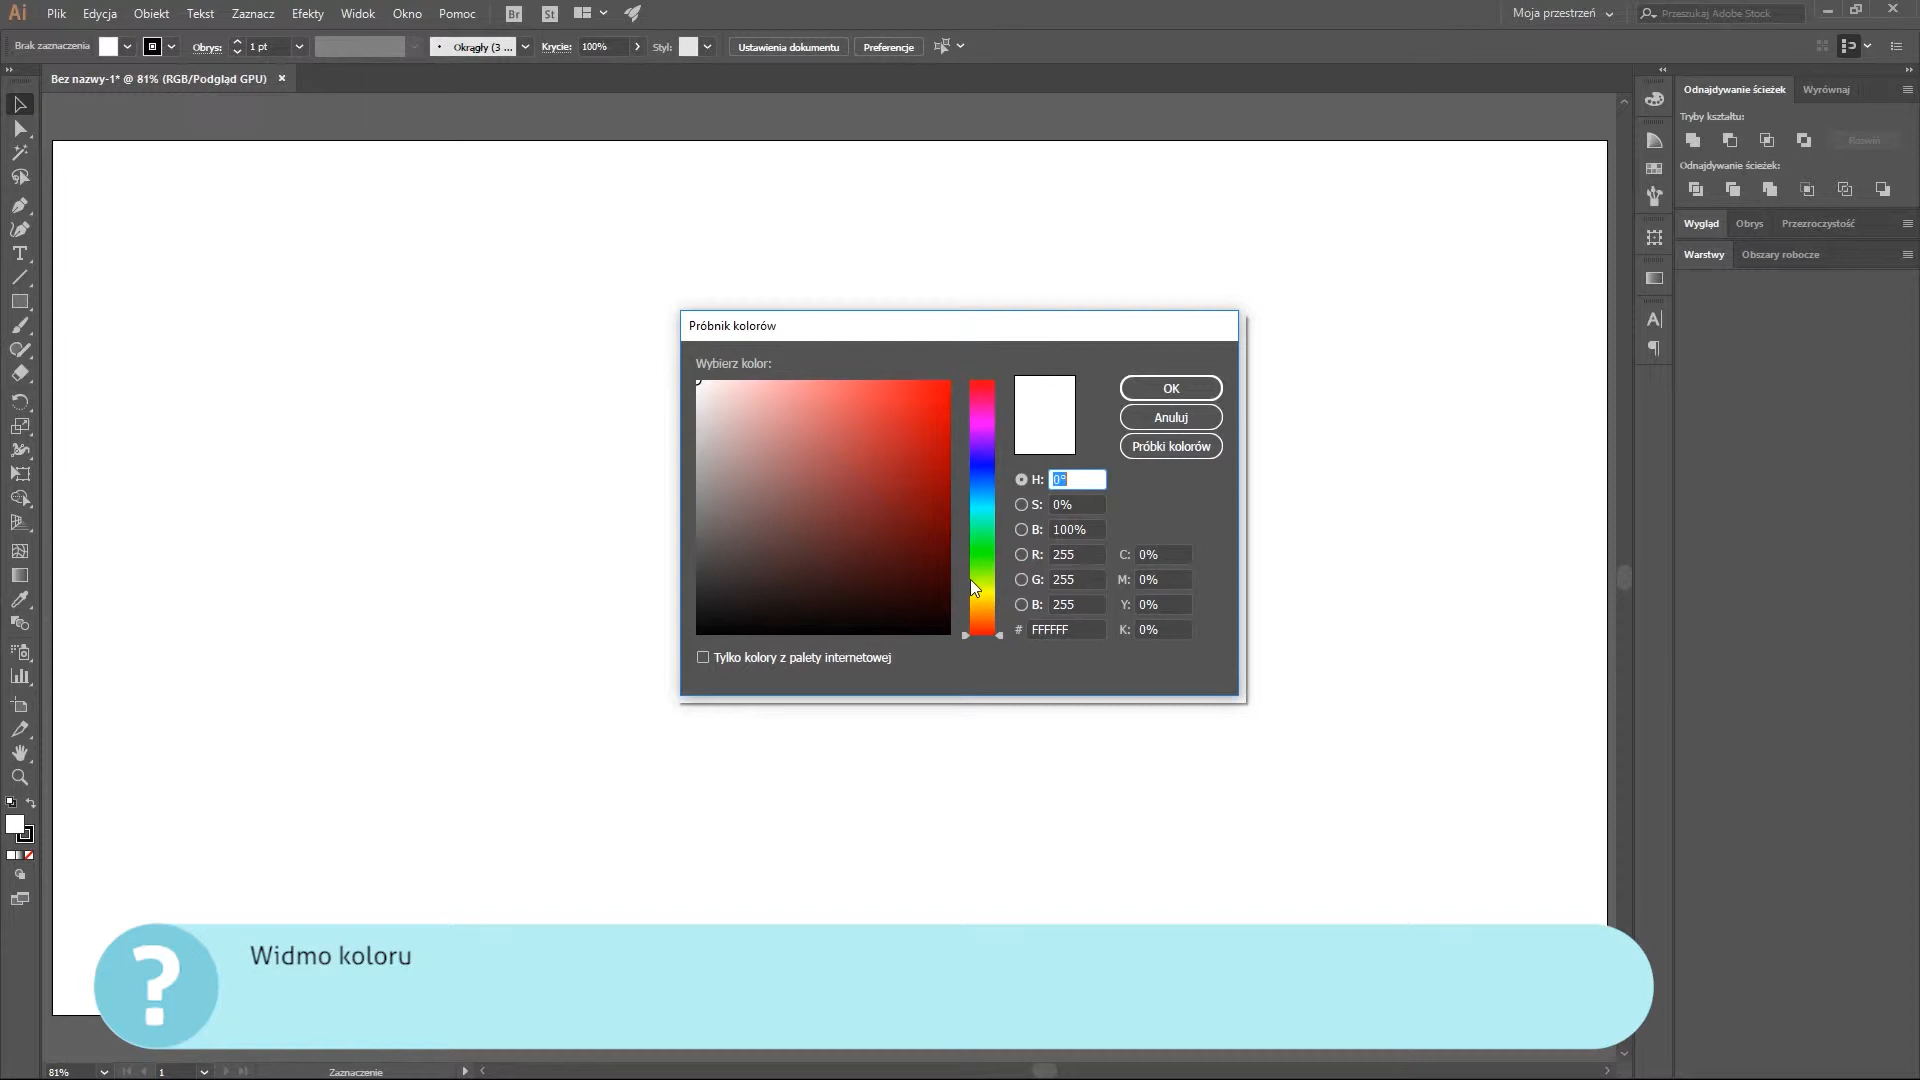 Ai Plik Edycja Obiekt Tekst Zaznacz Efekty Widok Okno Pomoc Br St Moja przestrzeń Przeszukaj Adobe Stock
Brak zaznaczenia Obrys: 1 pt Okrągły (3 ... Krycie: 100% Styl: Ustawienia dokumentu Preferencje
Bez nazwy-1* @ 81% (RGB/Podgląd GPU)
Odnajdywanie ścieżek Wyrównaj
Tryby kształtu:
Rozwiń
Odnajdywanie ścieżek:
Wygląd Obrys Przezroczystość
Warstwy Obszary robocze
Próbnik kolorów
Wybierz kolor:
OK
Anuluj
Próbki kolorów
H: 0°
S: 0%
B: 100%
R: 255 C: 0%
G: 255 M: 0%
B: 255 Y: 0%
# FFFFFF K: 0%
Tylko kolory z palety internetowej
? Widmo koloru
81% 1 Zaznaczenie